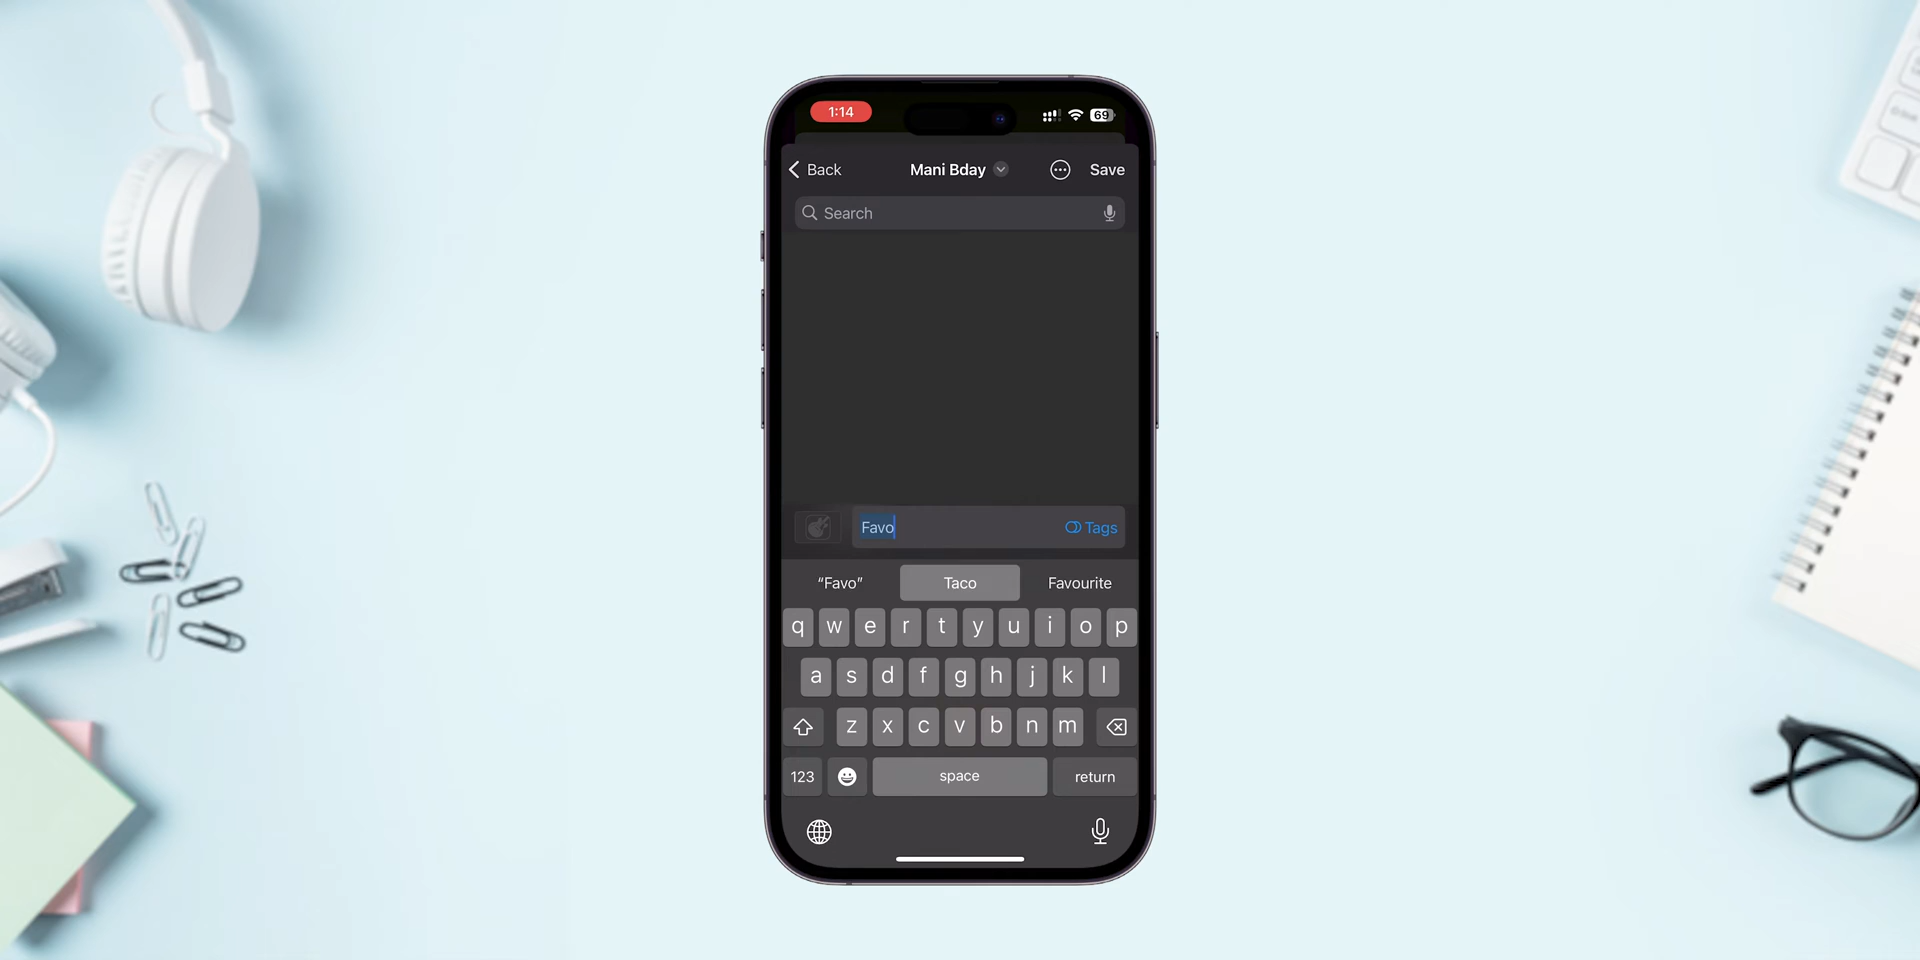 1:14
69
Back
Mani Bday
Save
Search
Favo
Tags
“Favo”
Taco
Favourite
q w e r t y u i o p
a s d f g h j k l
z x c v b n m
123
space
return